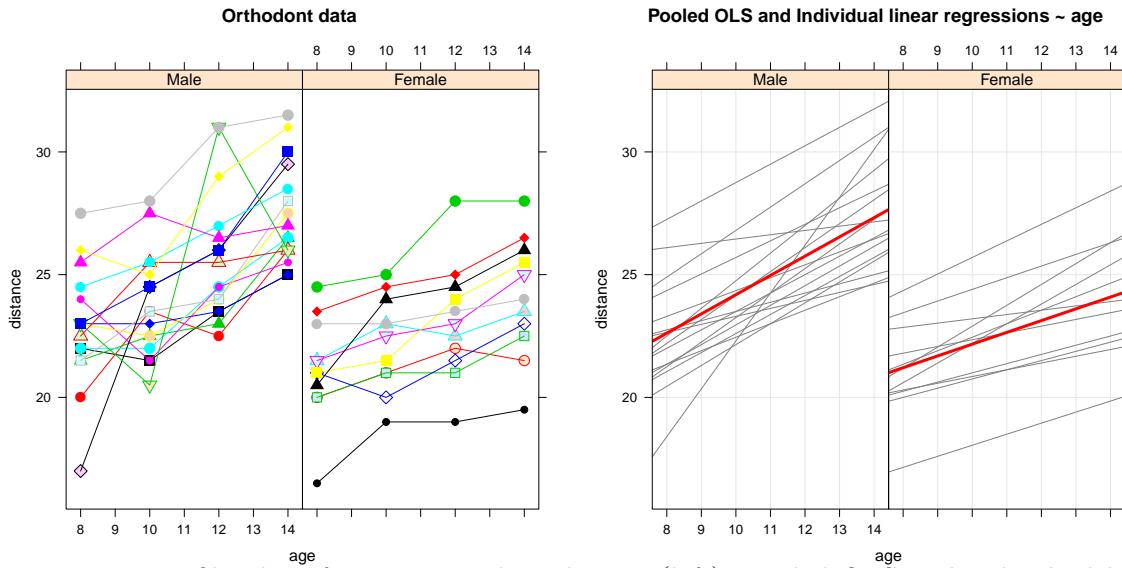 Orthodont data
8 9 10 11 12 13 14
Male Female
distance
30
25
20
8 9 10 11 12 13 14
age
Pooled OLS and Individual linear regressions ~ age
8 9 10 11 12 13 14
Male Female
distance
30
25
20
8 9 10 11 12 13 14
age